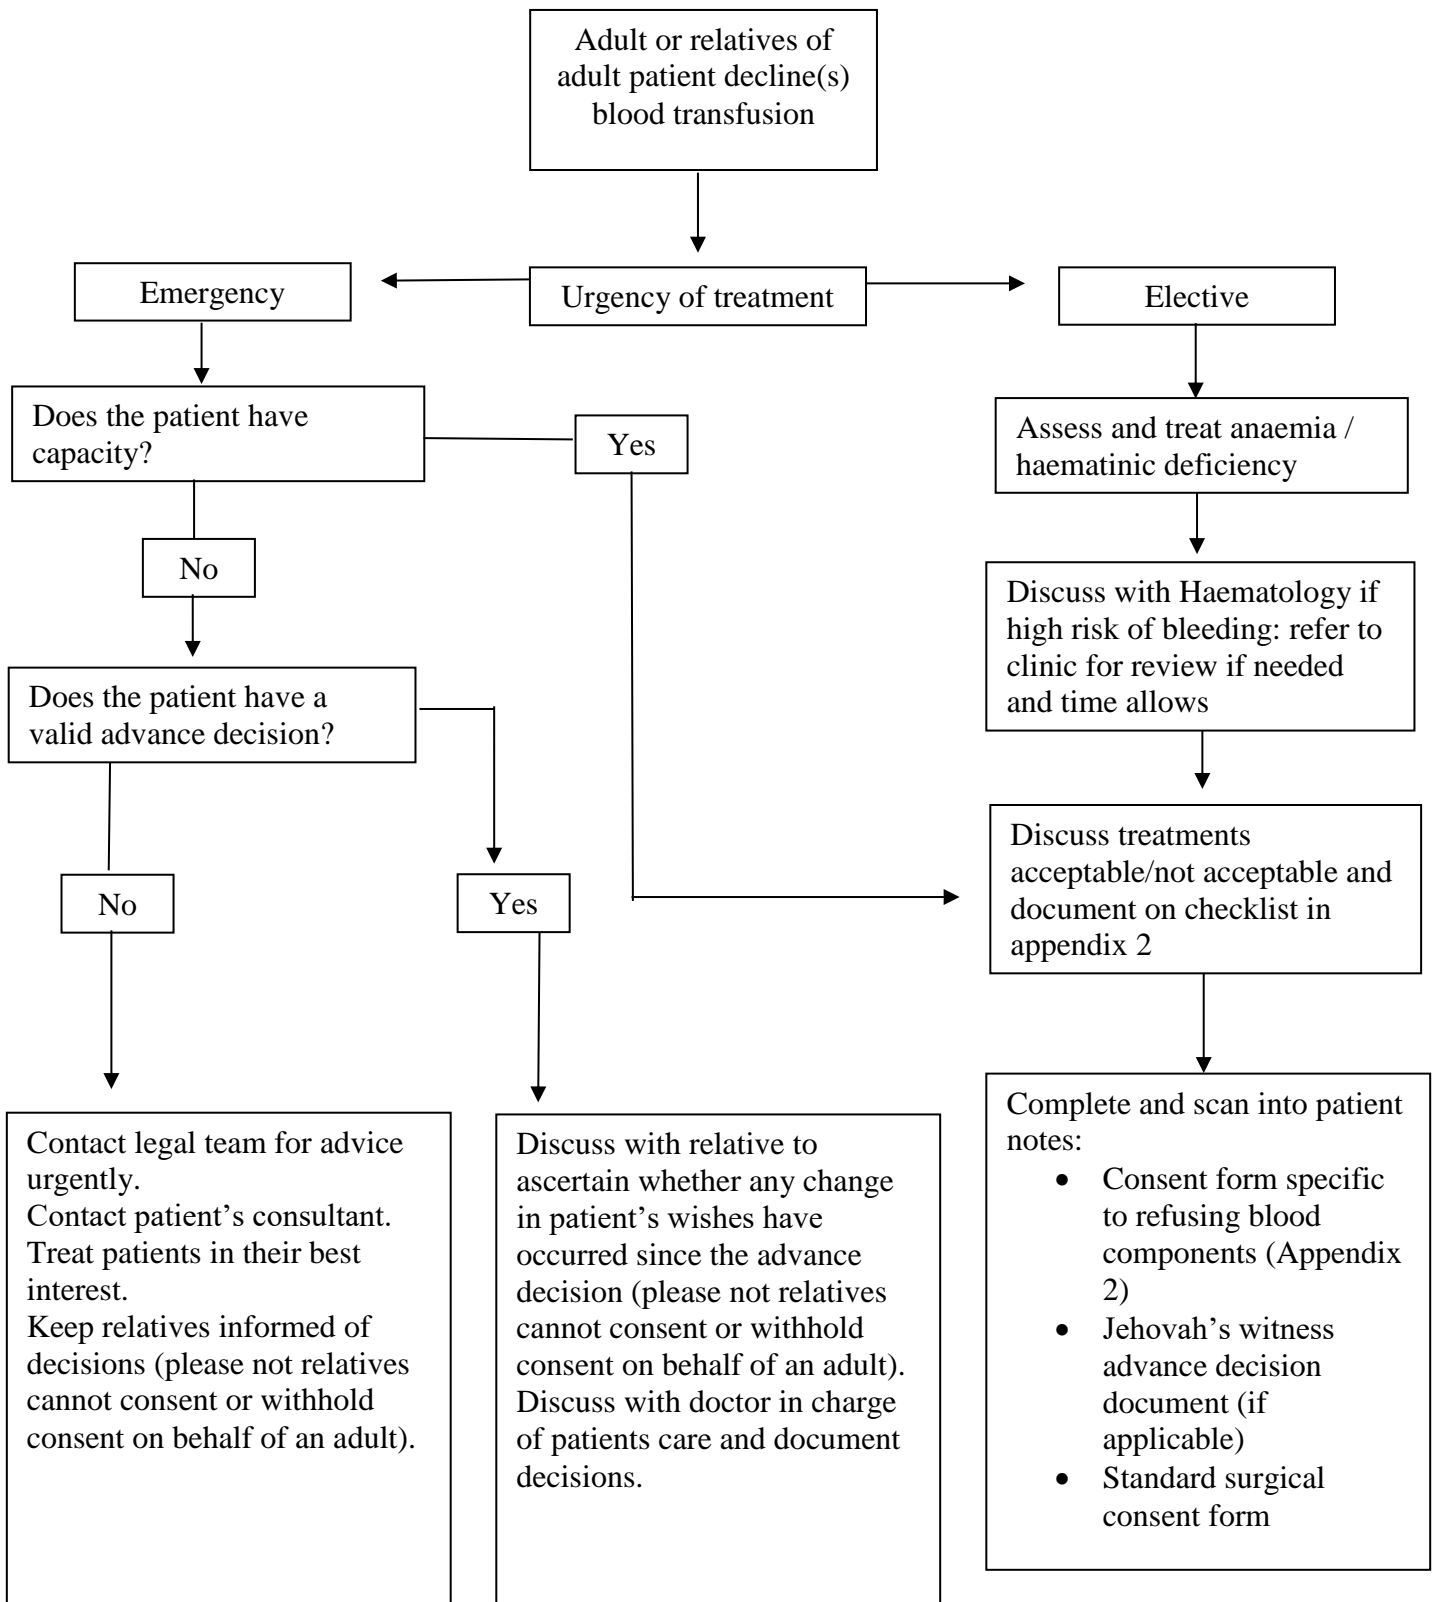 Adult or relatives of
adult patient decline(s)
blood transfusion
Emergency
Urgency of treatment
Elective
Does the patient have
capacity?
Yes
Assess and treat anaemia /
haematinic deficiency
No
Discuss with Haematology if
high risk of bleeding: refer to
clinic for review if needed
and time allows
Does the patient have a
valid advance decision?
Discuss treatments
acceptable/not acceptable and
document on checklist in
appendix 2
No
Yes
Contact legal team for advice
urgently.
Contact patient’s consultant.
Treat patients in their best
interest.
Keep relatives informed of
decisions (please not relatives
cannot consent or withhold
consent on behalf of an adult).
Discuss with relative to
ascertain whether any change
in patient’s wishes have
occurred since the advance
decision (please not relatives
cannot consent or withhold
consent on behalf of an adult).
Discuss with doctor in charge
of patients care and document
decisions.
Complete and scan into patient
notes:
• Consent form specific
to refusing blood
components (Appendix
2)
• Jehovah’s witness
advance decision
document (if
applicable)
• Standard surgical
consent form